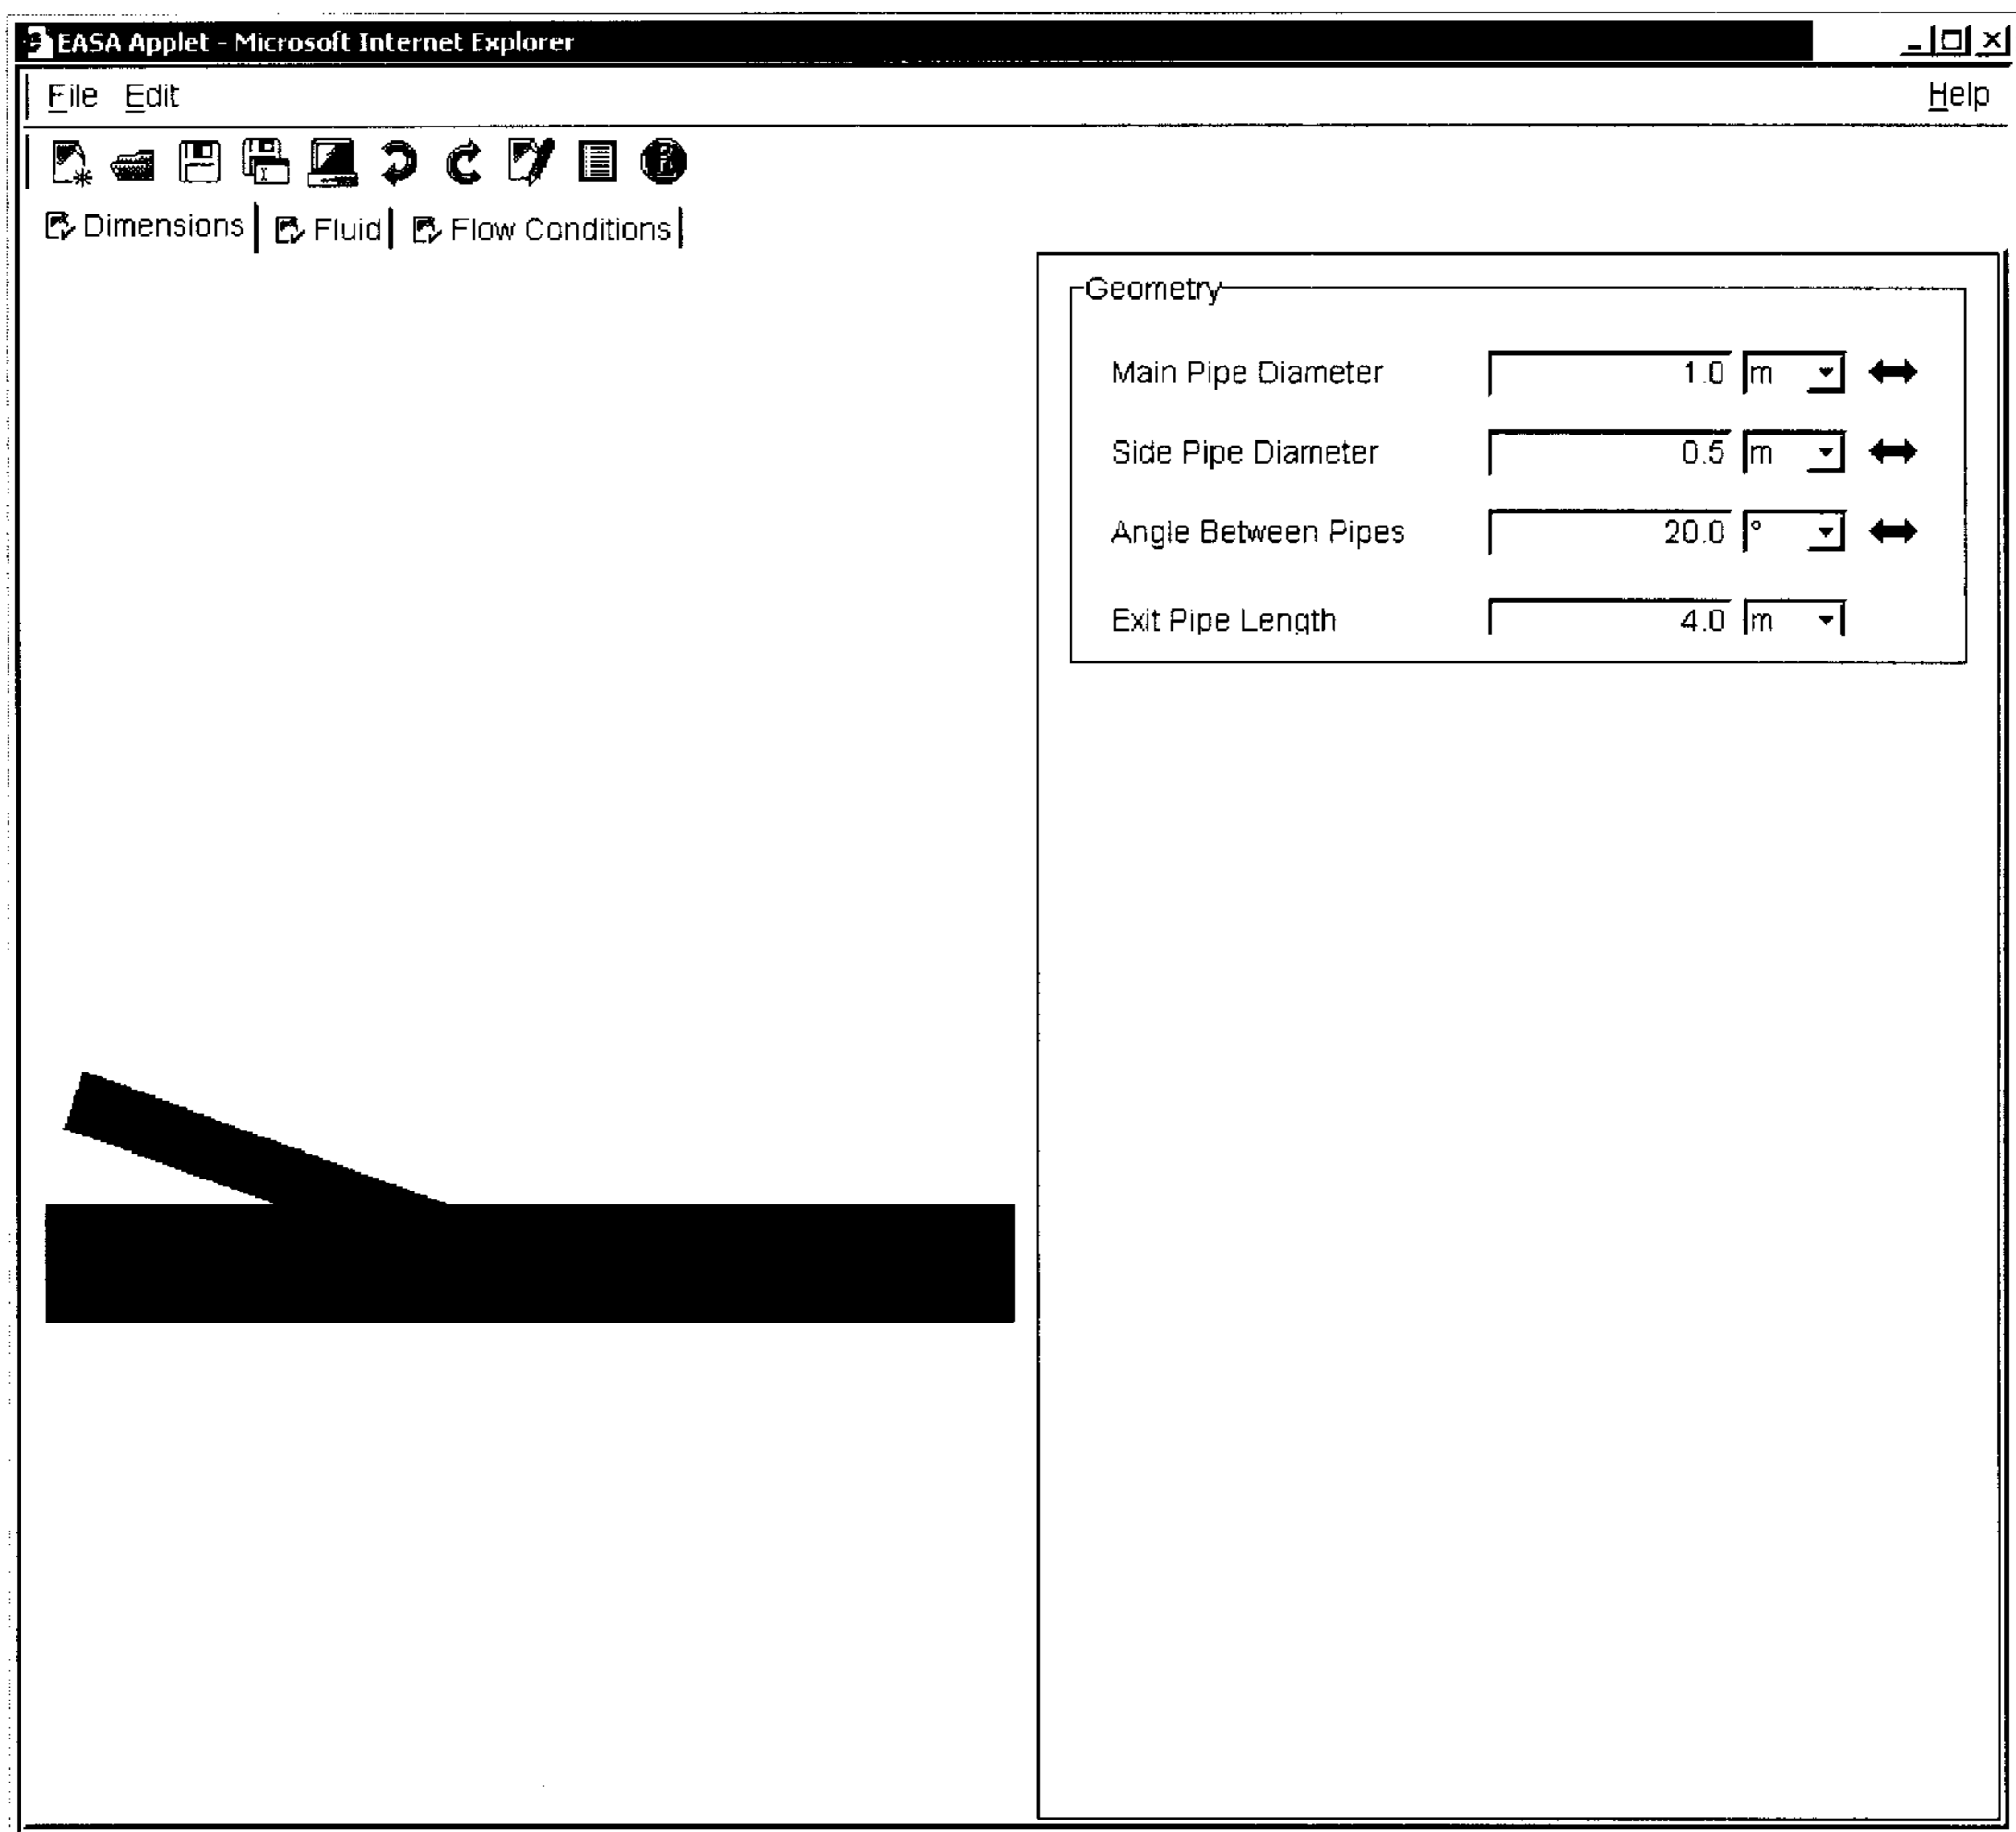 EASA Applet - Microsoft Internet Explorer
File Edit Help
Dimensions Fluid Flow Conditions
Geometry
Main Pipe Diameter 1.0 m
Side Pipe Diameter 0.5 m
Angle Between Pipes 20.0 °
Exit Pipe Length 4.0 m